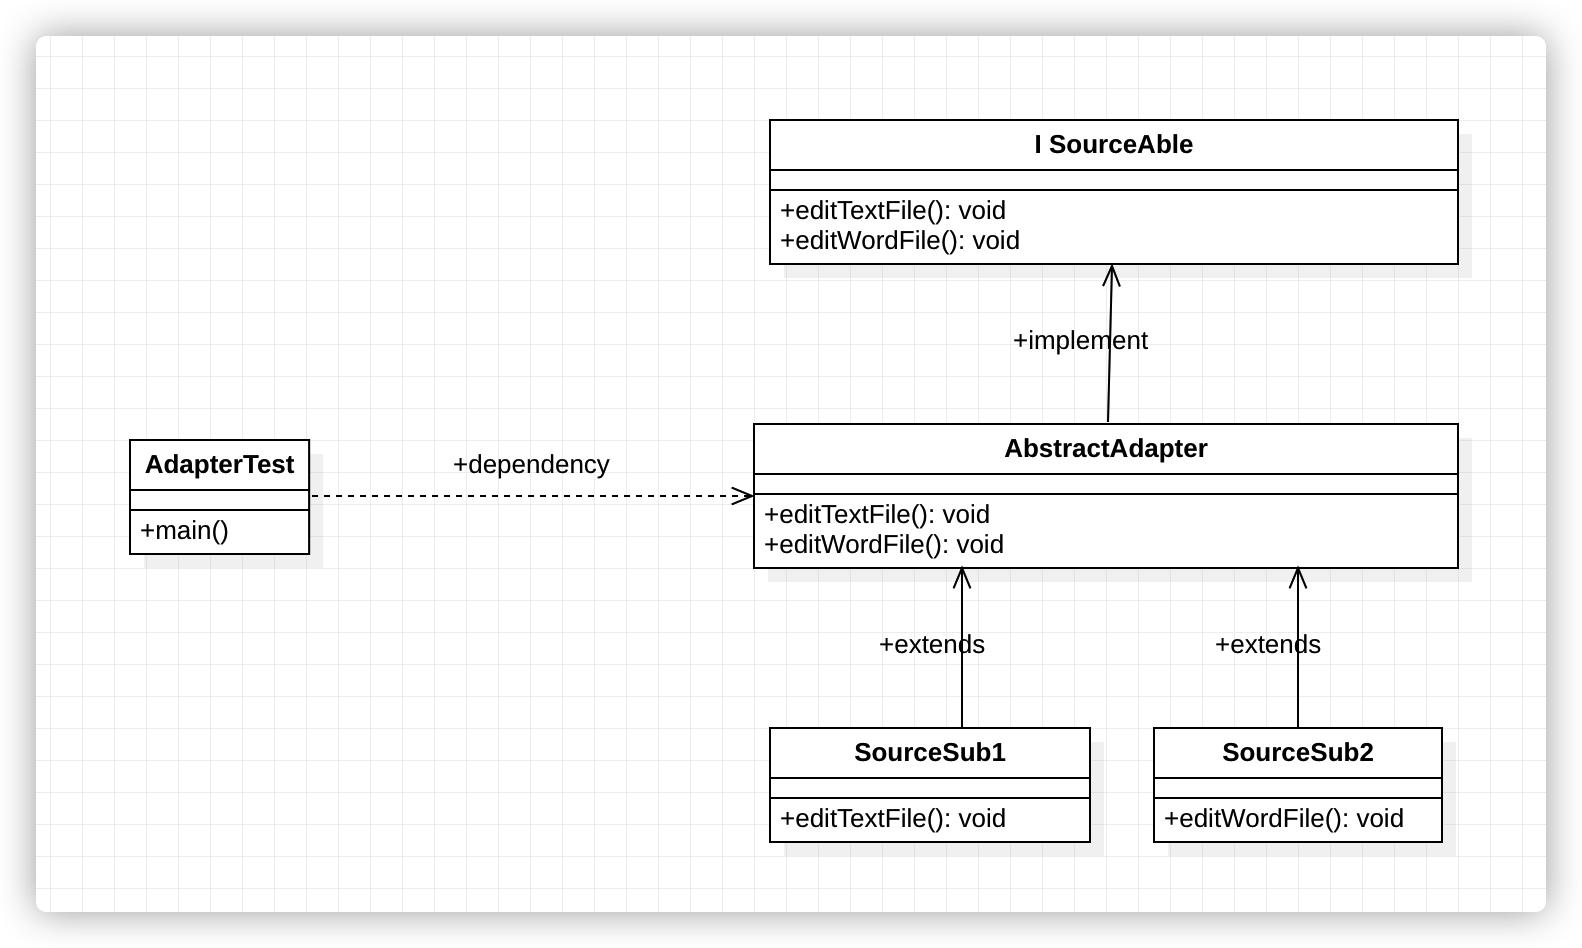 I SourceAble
+editTextFile(): void
+editWordFile(): void
+implement
AdapterTest
+main()
+dependency
AbstractAdapter
+editTextFile(): void
+editWordFile(): void
+extends
+extends
SourceSub1
+editTextFile(): void
SourceSub2
+editWordFile(): void